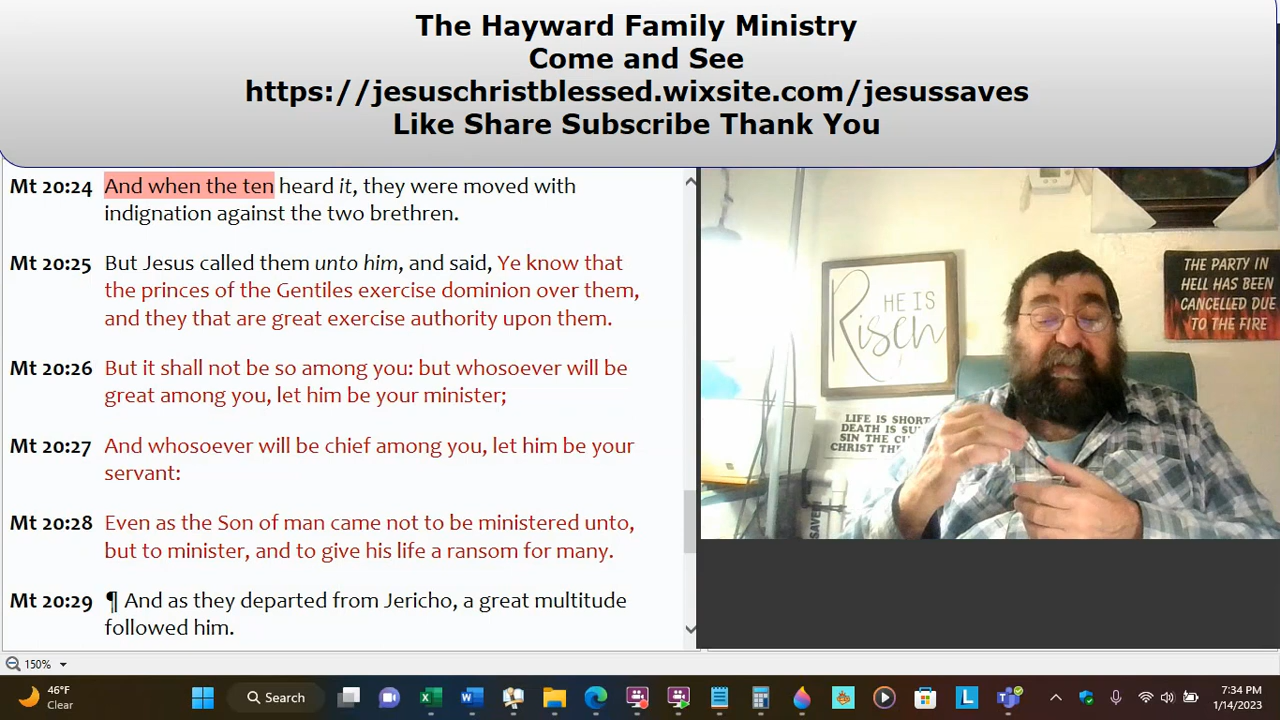 The Hayward Family Ministry
Come and See
https://jesuschristblessed.wixsite.com/jesussaves
Like Share Subscribe Thank You
Mt 20:24 And when the ten heard it, they were moved with
indignation against the two brethren.
Mt 20:25 But Jesus called them unto him, and said, Ye know that
the princes of the Gentiles exercise dominion over them,
and they that are great exercise authority upon them.
Mt 20:26 But it shall not be so among you: but whosoever will be
great among you, let him be your minister;
Mt 20:27 And whosoever will be chief among you, let him be your
servant:
Mt 20:28 Even as the Son of man came not to be ministered unto,
but to minister, and to give his life a ransom for many.
Mt 20:29 ¶ And as they departed from Jericho, a great multitude
followed him.
HE IS
Risen
THE PARTY IN
HELL HAS BEEN
CANCELLED DUE
TO THE FIRE
LIFE IS SHORT
DEATH IS
SIN THE
CHRIST
150%
46°F
Clear
Search
7:34 PM
1/14/2023